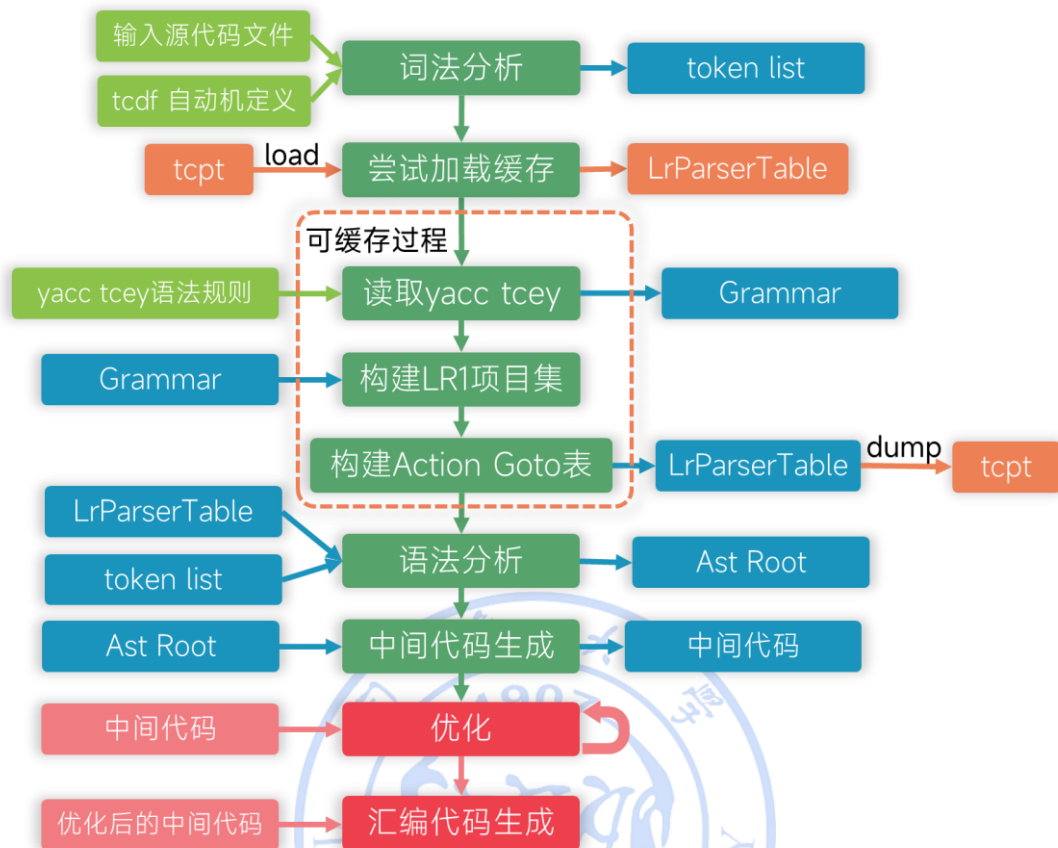 输入源代码文件
词法分析
token list
tcdf 自动机定义
tcpt
load
尝试加载缓存
LrParserTable
可缓存过程
yacc tcey语法规则
读取yacc tcey
Grammar
Grammar
构建LR1项目集
构建Action Goto表
LrParserTable
dump
tcpt
LrParserTable
token list
语法分析
Ast Root
Ast Root
中间代码生成
中间代码
1907
中间代码
优化
优化后的中间代码
汇编代码生成